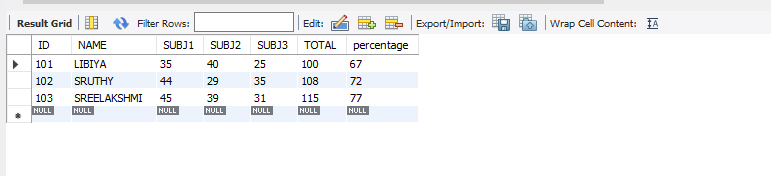 Result Grid Filter Rows: Edit: Export/Import: Wrap Cell Content: IA
ID NAME SUBJ1 SUBJ2 SUBJ3 TOTAL percentage
101 LIBIYA 35 40 25 100 67
102 SRUTHY 44 29 35 108 72
103 SREELAKSHMI 45 39 31 115 77
NULL NULL NULL NULL NULL NULL NULL